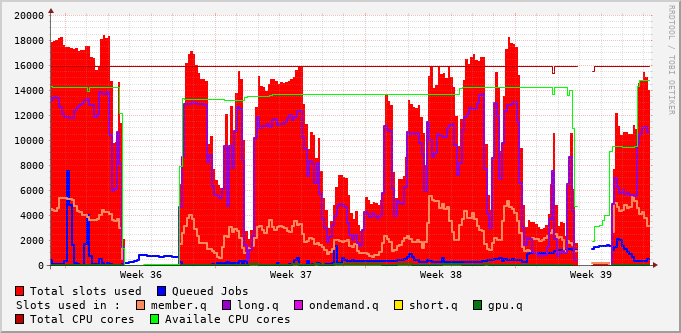 RRDTOOL / TOBI OETIKER
20000
18000
16000
14000
12000
10000
8000
6000
4000
2000
0
Week 36 Week 37 Week 38 Week 39
Total slots used Queued Jobs
Slots used in : member.q long.q ondemand.q short.q gpu.q
Total CPU cores Availale CPU cores